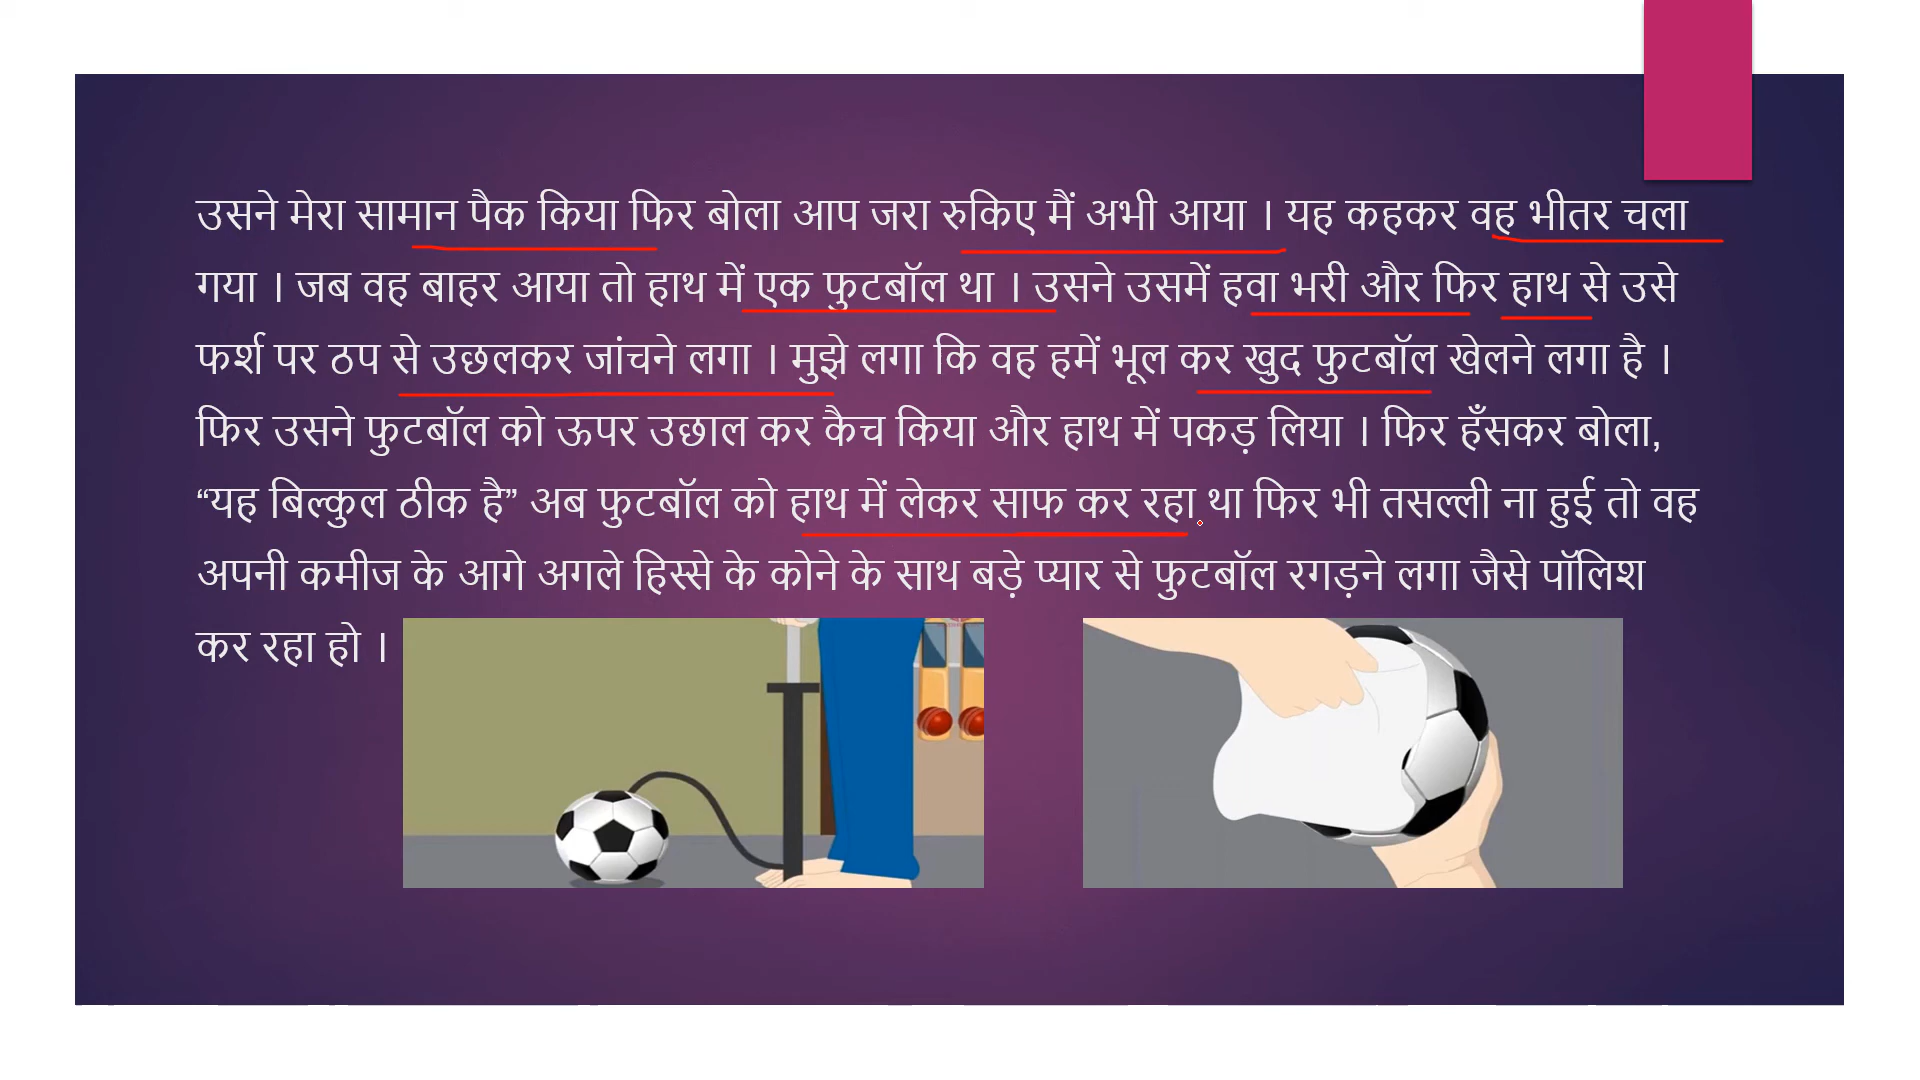 उसने मेरा सामान पैक किया फिर बोला आप जरा रुकिए मैं अभी आया । यह कहकर वह भीतर चला
गया । जब वह बाहर आया तो हाथ में एक फुटबॉल था । उसने उसमें हवा भरी और फिर हाथ से उसे
फर्श पर ठप से उछलकर जांचने लगा । मुझे लगा कि वह हमें भूल कर खुद फुटबॉल खेलने लगा है ।
फिर उसने फुटबॉल को ऊपर उछाल कर कैच किया और हाथ में पकड़ लिया । फिर हँसकर बोला,
“यह बिल्कुल ठीक है” अब फुटबॉल को हाथ में लेकर साफ कर रहा था फिर भी तसल्ली ना हुई तो वह
अपनी कमीज के आगे अगले हिस्से के कोने के साथ बड़े प्यार से फुटबॉल रगड़ने लगा जैसे पॉलिश
कर रहा हो ।